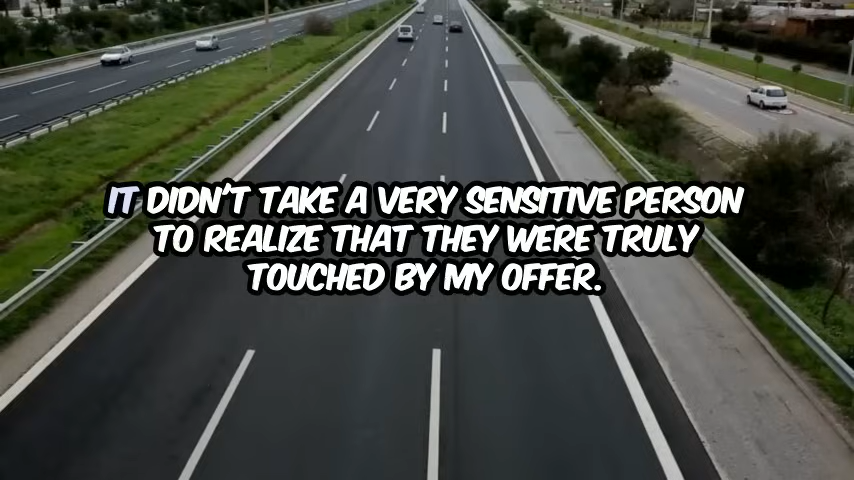 IT DIDN'T TAKE A VERY SENSITIVE PERSON
TO REALIZE THAT THEY WERE TRULY
TOUCHED BY MY OFFER.